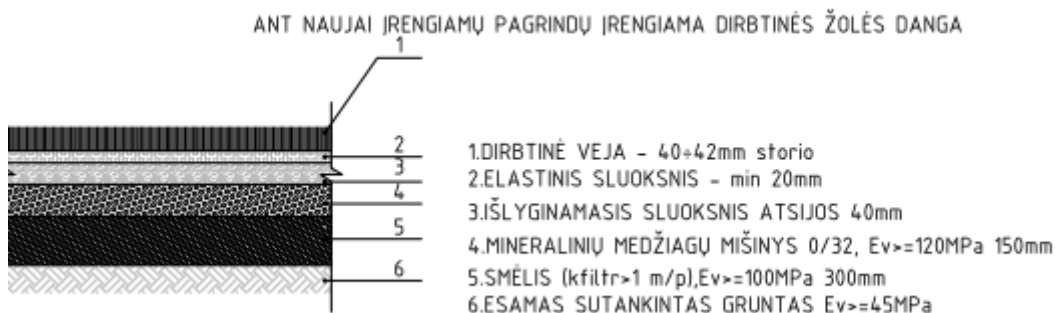 ANT NAUJAI ĮRENGIAMŲ PAGRINDŲ ĮRENGIAMA DIRBTINĖS ŽOLĖS DANGA
1
2
3
4
5
6
1.DIRBTINĖ VEJA - 40÷42mm storio
2.ELASTINIS SLUOKSNIS - min 20mm
3.IŠLYGINAMASIS SLUOKSNIS ATSIJOS 40mm
4.MINERALINIŲ MEDŽIAGŲ MIŠINYS 0/32, Ev>=120MPa 150mm
5.SMĖLIS (kfiltr>1 m/p),Ev>=100MPa 300mm
6.ESAMAS SUTANKINTAS GRUNTAS Ev>=45MPa